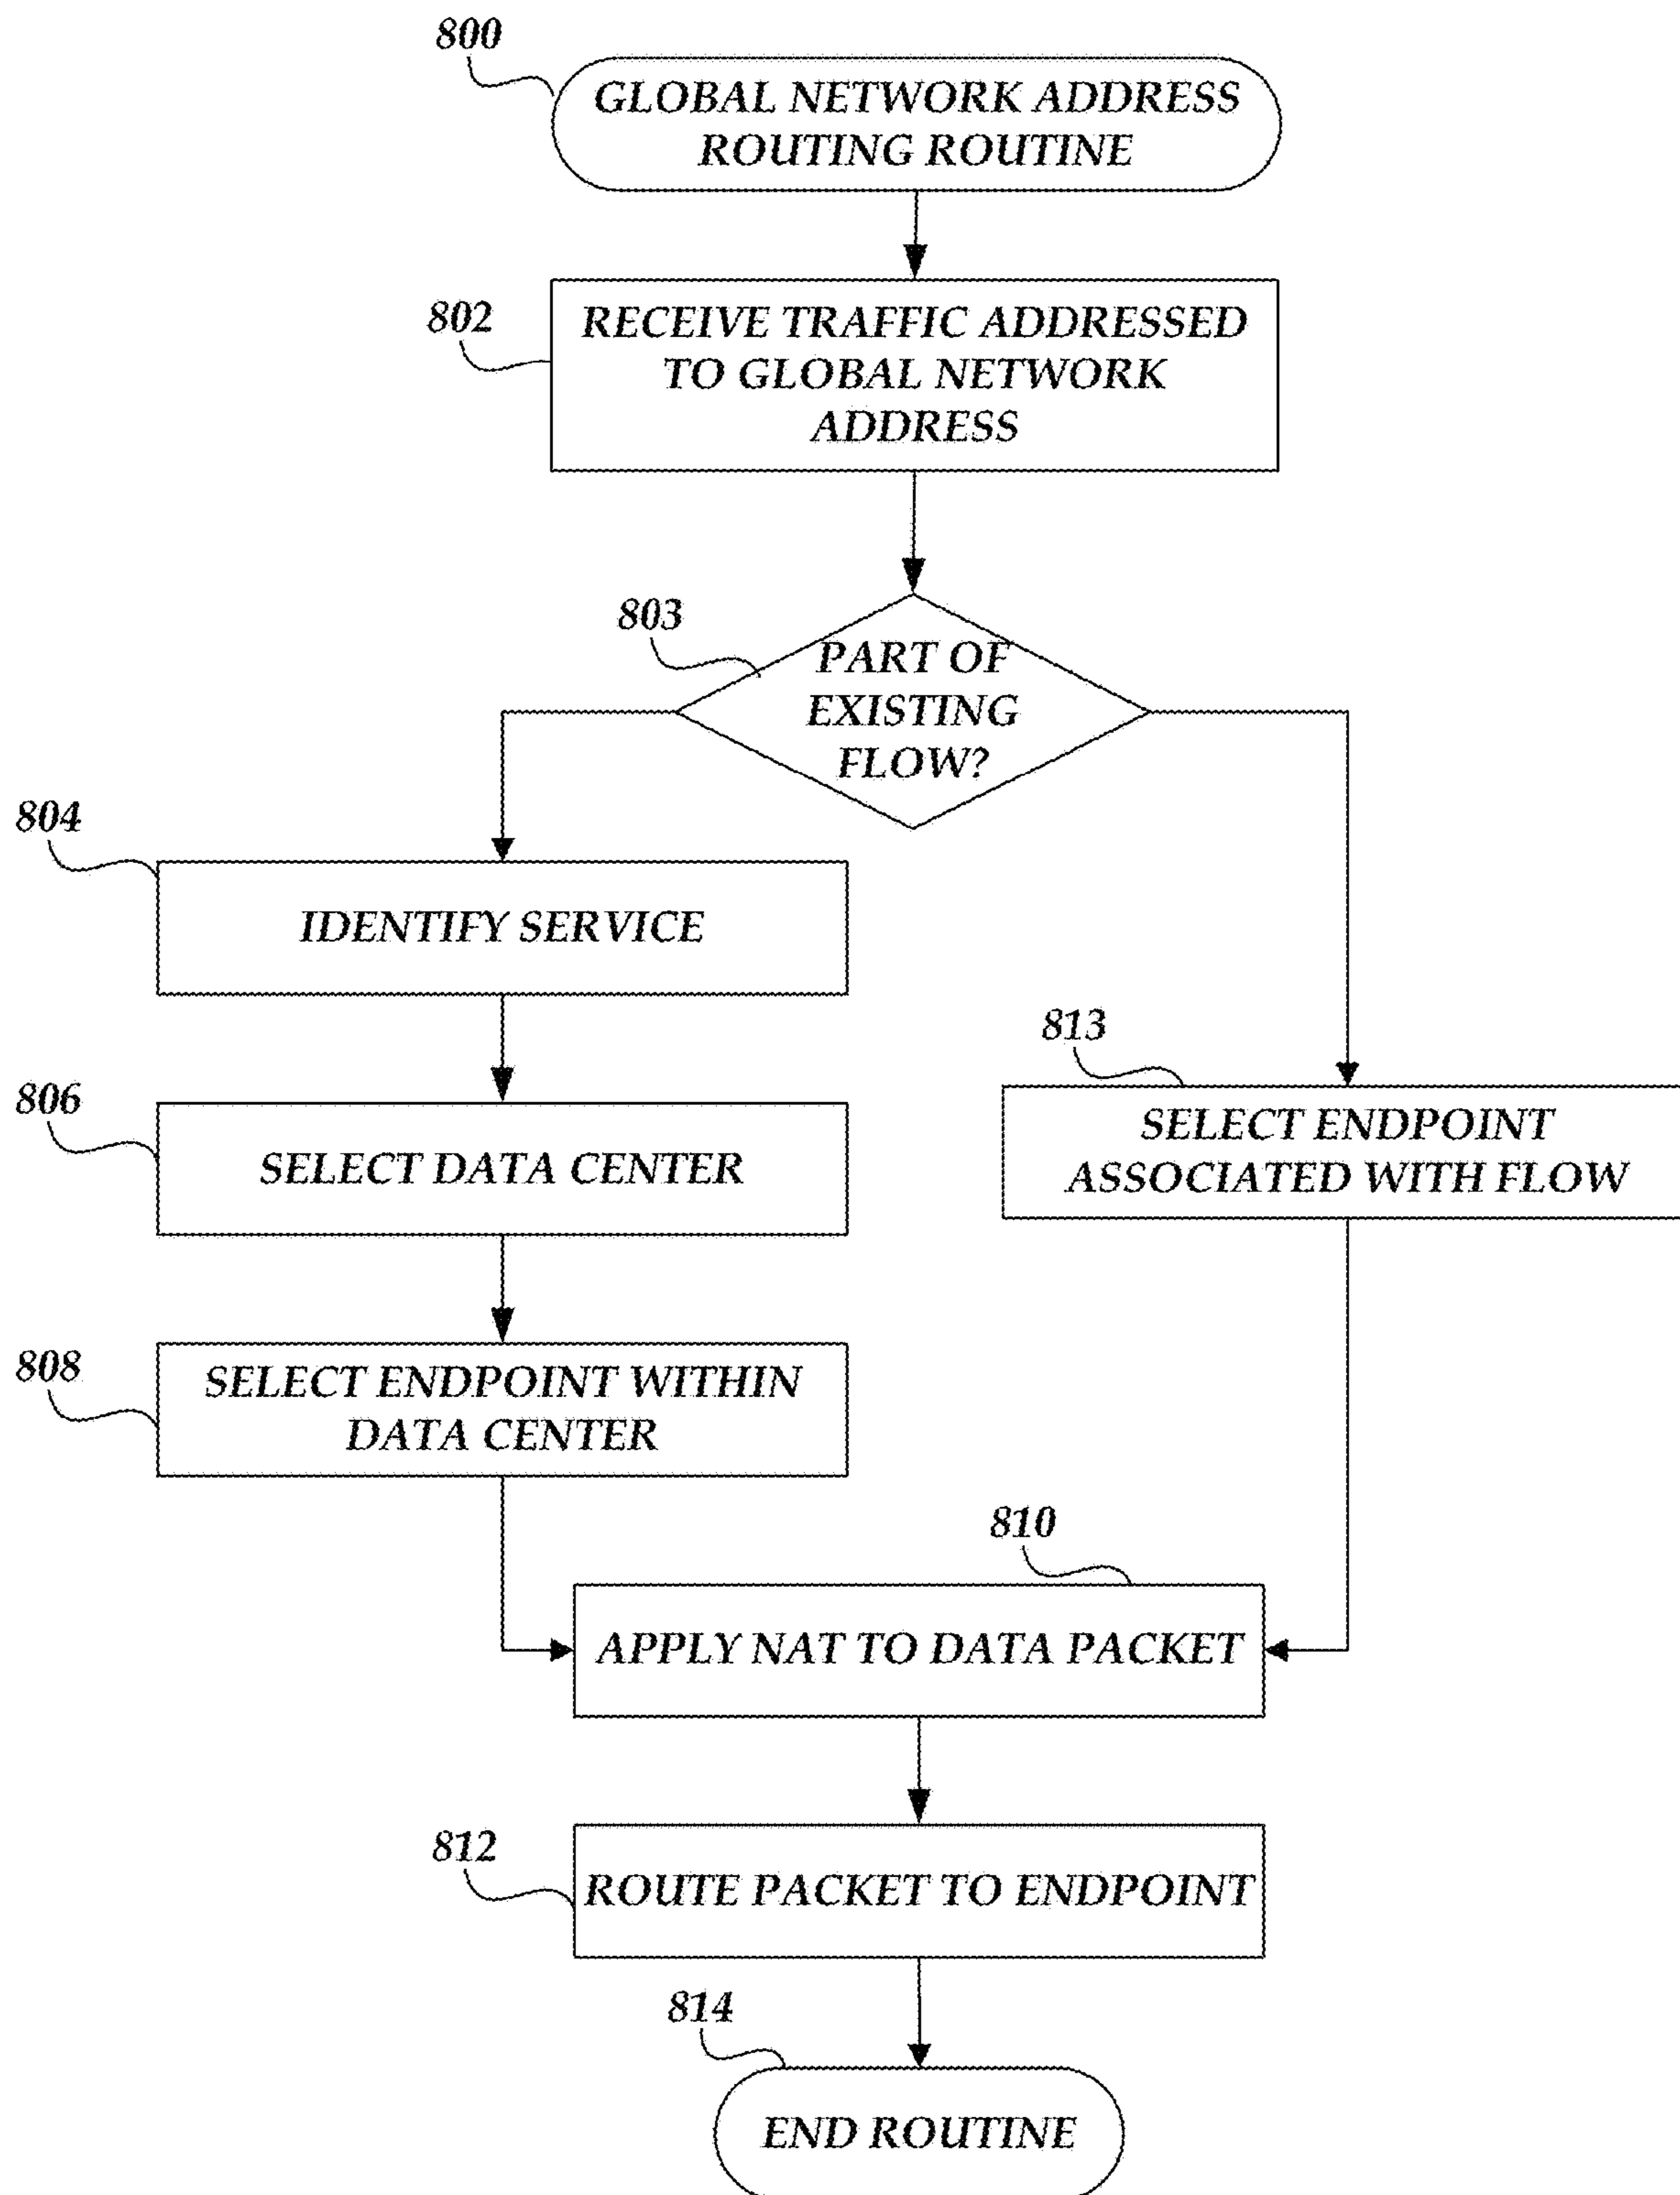 800
GLOBAL NETWORK ADDRESS
ROUTING ROUTINE
802
RECEIVE TRAFFIC ADDRESSED
TO GLOBAL NETWORK
ADDRESS
803
PART OF
EXISTING
FLOW?
804
IDENTIFY SERVICE
806
SELECT DATA CENTER
808
SELECT ENDPOINT WITHIN
DATA CENTER
813
SELECT ENDPOINT
ASSOCIATED WITH FLOW
810
APPLY NAT TO DATA PACKET
812
ROUTE PACKET TO ENDPOINT
814
END ROUTINE